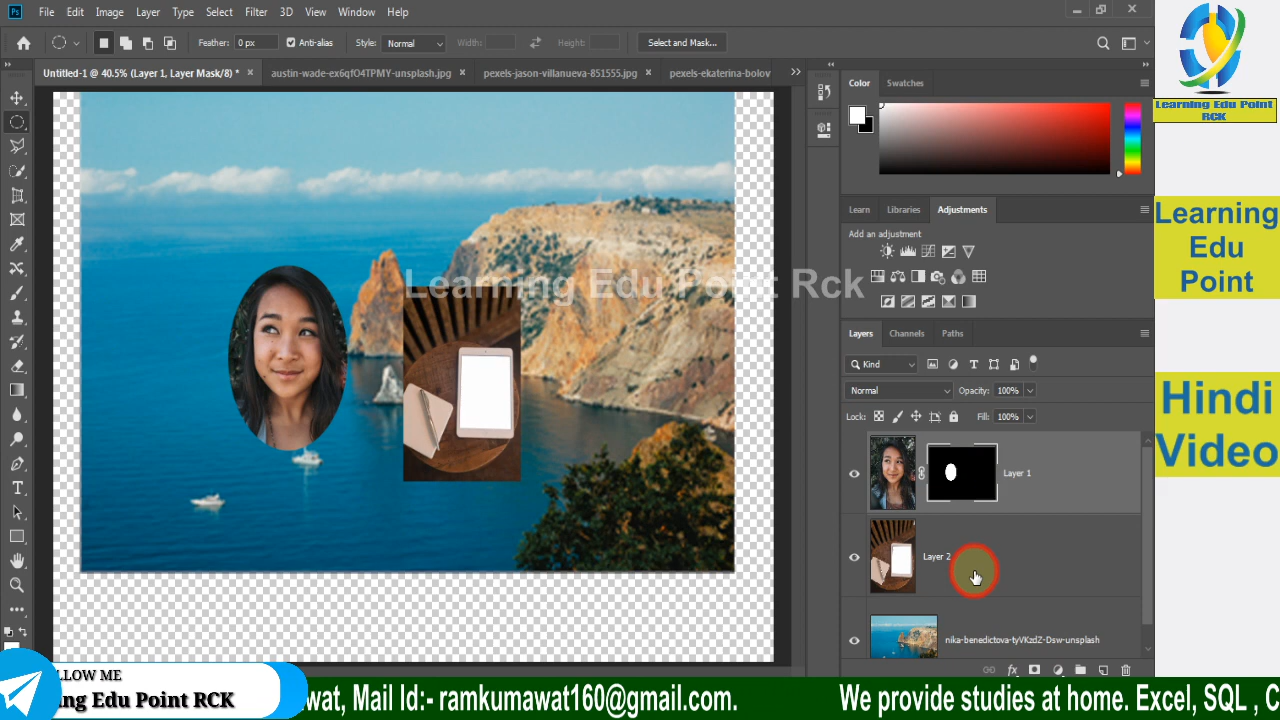 Ps File Edit Image Layer Type Select Filter 3D View Window Help
Feather: 0 px Anti-alias Style: Normal Width: Height: Select and Mask...
Untitled-1 @ 40.5% (Layer 1, Layer Mask/8) * × austin-wade-ex6qfO4TPMY-unsplash.jpg × pexels-jason-villanueva-851555.jpg × pexels-ekaterina-bolov
Color Swatches
Learn Libraries Adjustments
Add an adjustment
Layers Channels Paths
Kind
Normal Opacity: 100%
Lock: Fill: 100%
Layer 1
Layer 2
nika-benedictova-tyVKzdZ-Dsw-unsplash
fx
Learning Edu Point Rck
Learning Edu Point
RCK
Learning
Edu
Point
Hindi
Video
LLOW ME
ng Edu Point RCK
wat, Mail Id:- ramkumawat160@gmail.com. We provide studies at home. Excel, SQL , C